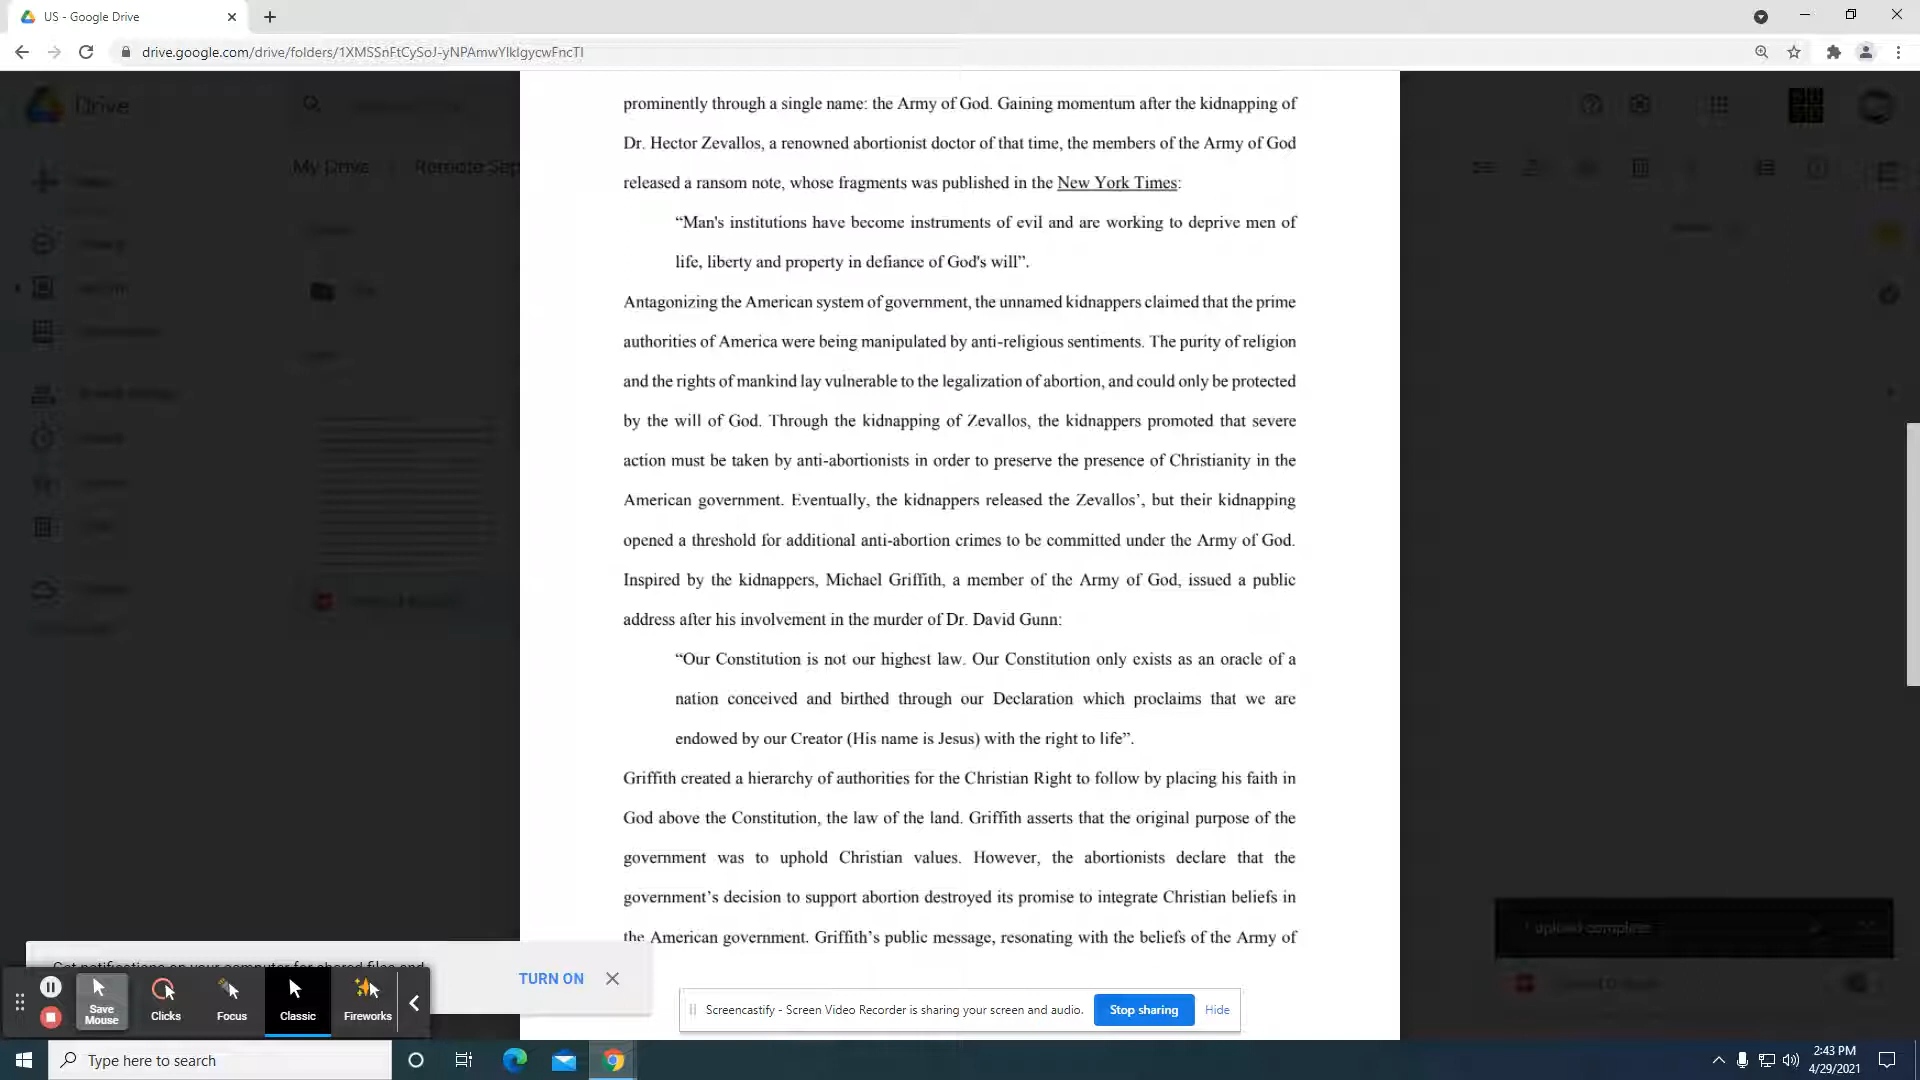 US - Google Drive
drive.google.com/drive/folders/1XMSSnFtCySoJ-yNPAmwYlkIgycwFncTI
Drive
My Drive
Remote Sep
prominently through a single name: the Army of God. Gaining momentum after the kidnapping of
Dr. Hector Zevallos, a renowned abortionist doctor of that time, the members of the Army of God
released a ransom note, whose fragments was published in the New York Times:
“Man's institutions have become instruments of evil and are working to deprive men of
life, liberty and property in defiance of God's will”.
Antagonizing the American system of government, the unnamed kidnappers claimed that the prime
authorities of America were being manipulated by anti-religious sentiments. The purity of religion
and the rights of mankind lay vulnerable to the legalization of abortion, and could only be protected
by the will of God. Through the kidnapping of Zevallos, the kidnappers promoted that severe
action must be taken by anti-abortionists in order to preserve the presence of Christianity in the
American government. Eventually, the kidnappers released the Zevallos’, but their kidnapping
opened a threshold for additional anti-abortion crimes to be committed under the Army of God.
Inspired by the kidnappers, Michael Griffith, a member of the Army of God, issued a public
address after his involvement in the murder of Dr. David Gunn:
“Our Constitution is not our highest law. Our Constitution only exists as an oracle of a
nation conceived and birthed through our Declaration which proclaims that we are
endowed by our Creator (His name is Jesus) with the right to life”.
Griffith created a hierarchy of authorities for the Christian Right to follow by placing his faith in
God above the Constitution, the law of the land. Griffith asserts that the original purpose of the
government was to uphold Christian values. However, the abortionists declare that the
government’s decision to support abortion destroyed its promise to integrate Christian beliefs in
the American government. Griffith’s public message, resonating with the beliefs of the Army of
1 upload complete
Get notifications on your computer for shared files and
TURN ON
Save Mouse
Clicks
Focus
Classic
Fireworks
Screencastify - Screen Video Recorder is sharing your screen and audio.
Stop sharing
Hide
Type here to search
2:43 PM
4/29/2021